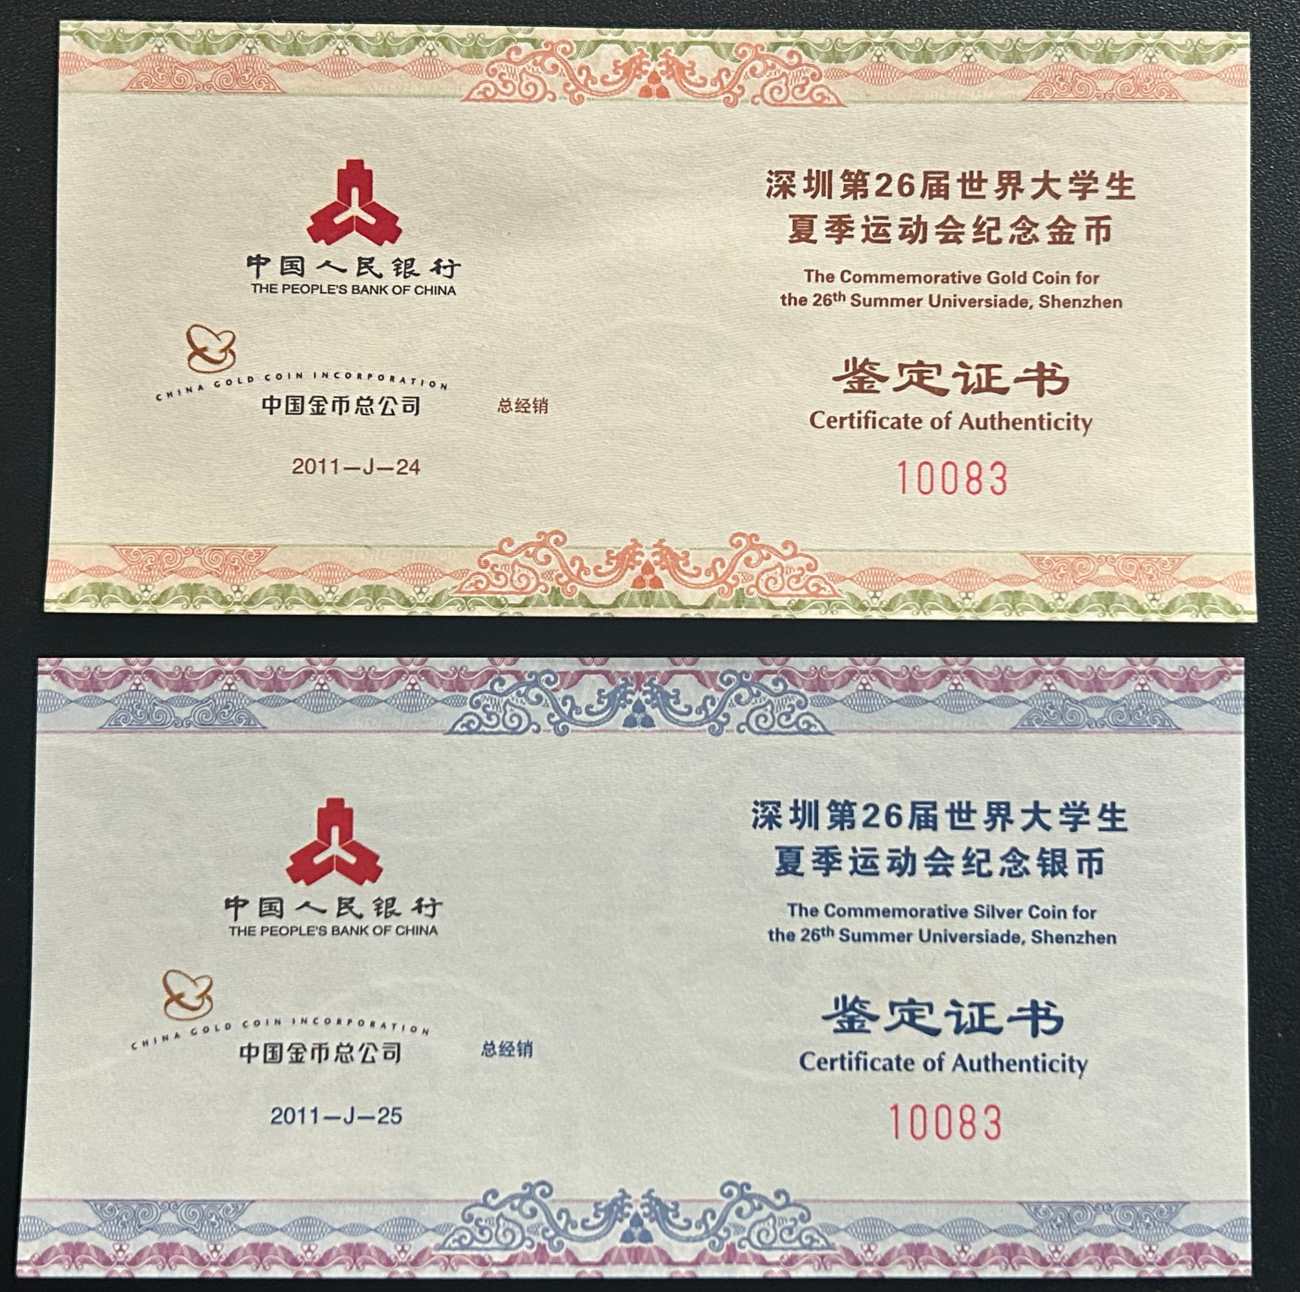 中国人民银行
THE PEOPLE'S BANK OF CHINA
CHINA GOLD COIN INCORPORATION
中国金币总公司 总经销
2011—J—24
深圳第26届世界大学生
夏季运动会纪念金币
The Commemorative Gold Coin for
the 26th Summer Universiade, Shenzhen
鉴定证书
Certificate of Authenticity
10083
中国人民银行
THE PEOPLE'S BANK OF CHINA
CHINA GOLD COIN INCORPORATION
中国金币总公司 总经销
2011—J—25
深圳第26届世界大学生
夏季运动会纪念银币
The Commemorative Silver Coin for
the 26th Summer Universiade, Shenzhen
鉴定证书
Certificate of Authenticity
10083